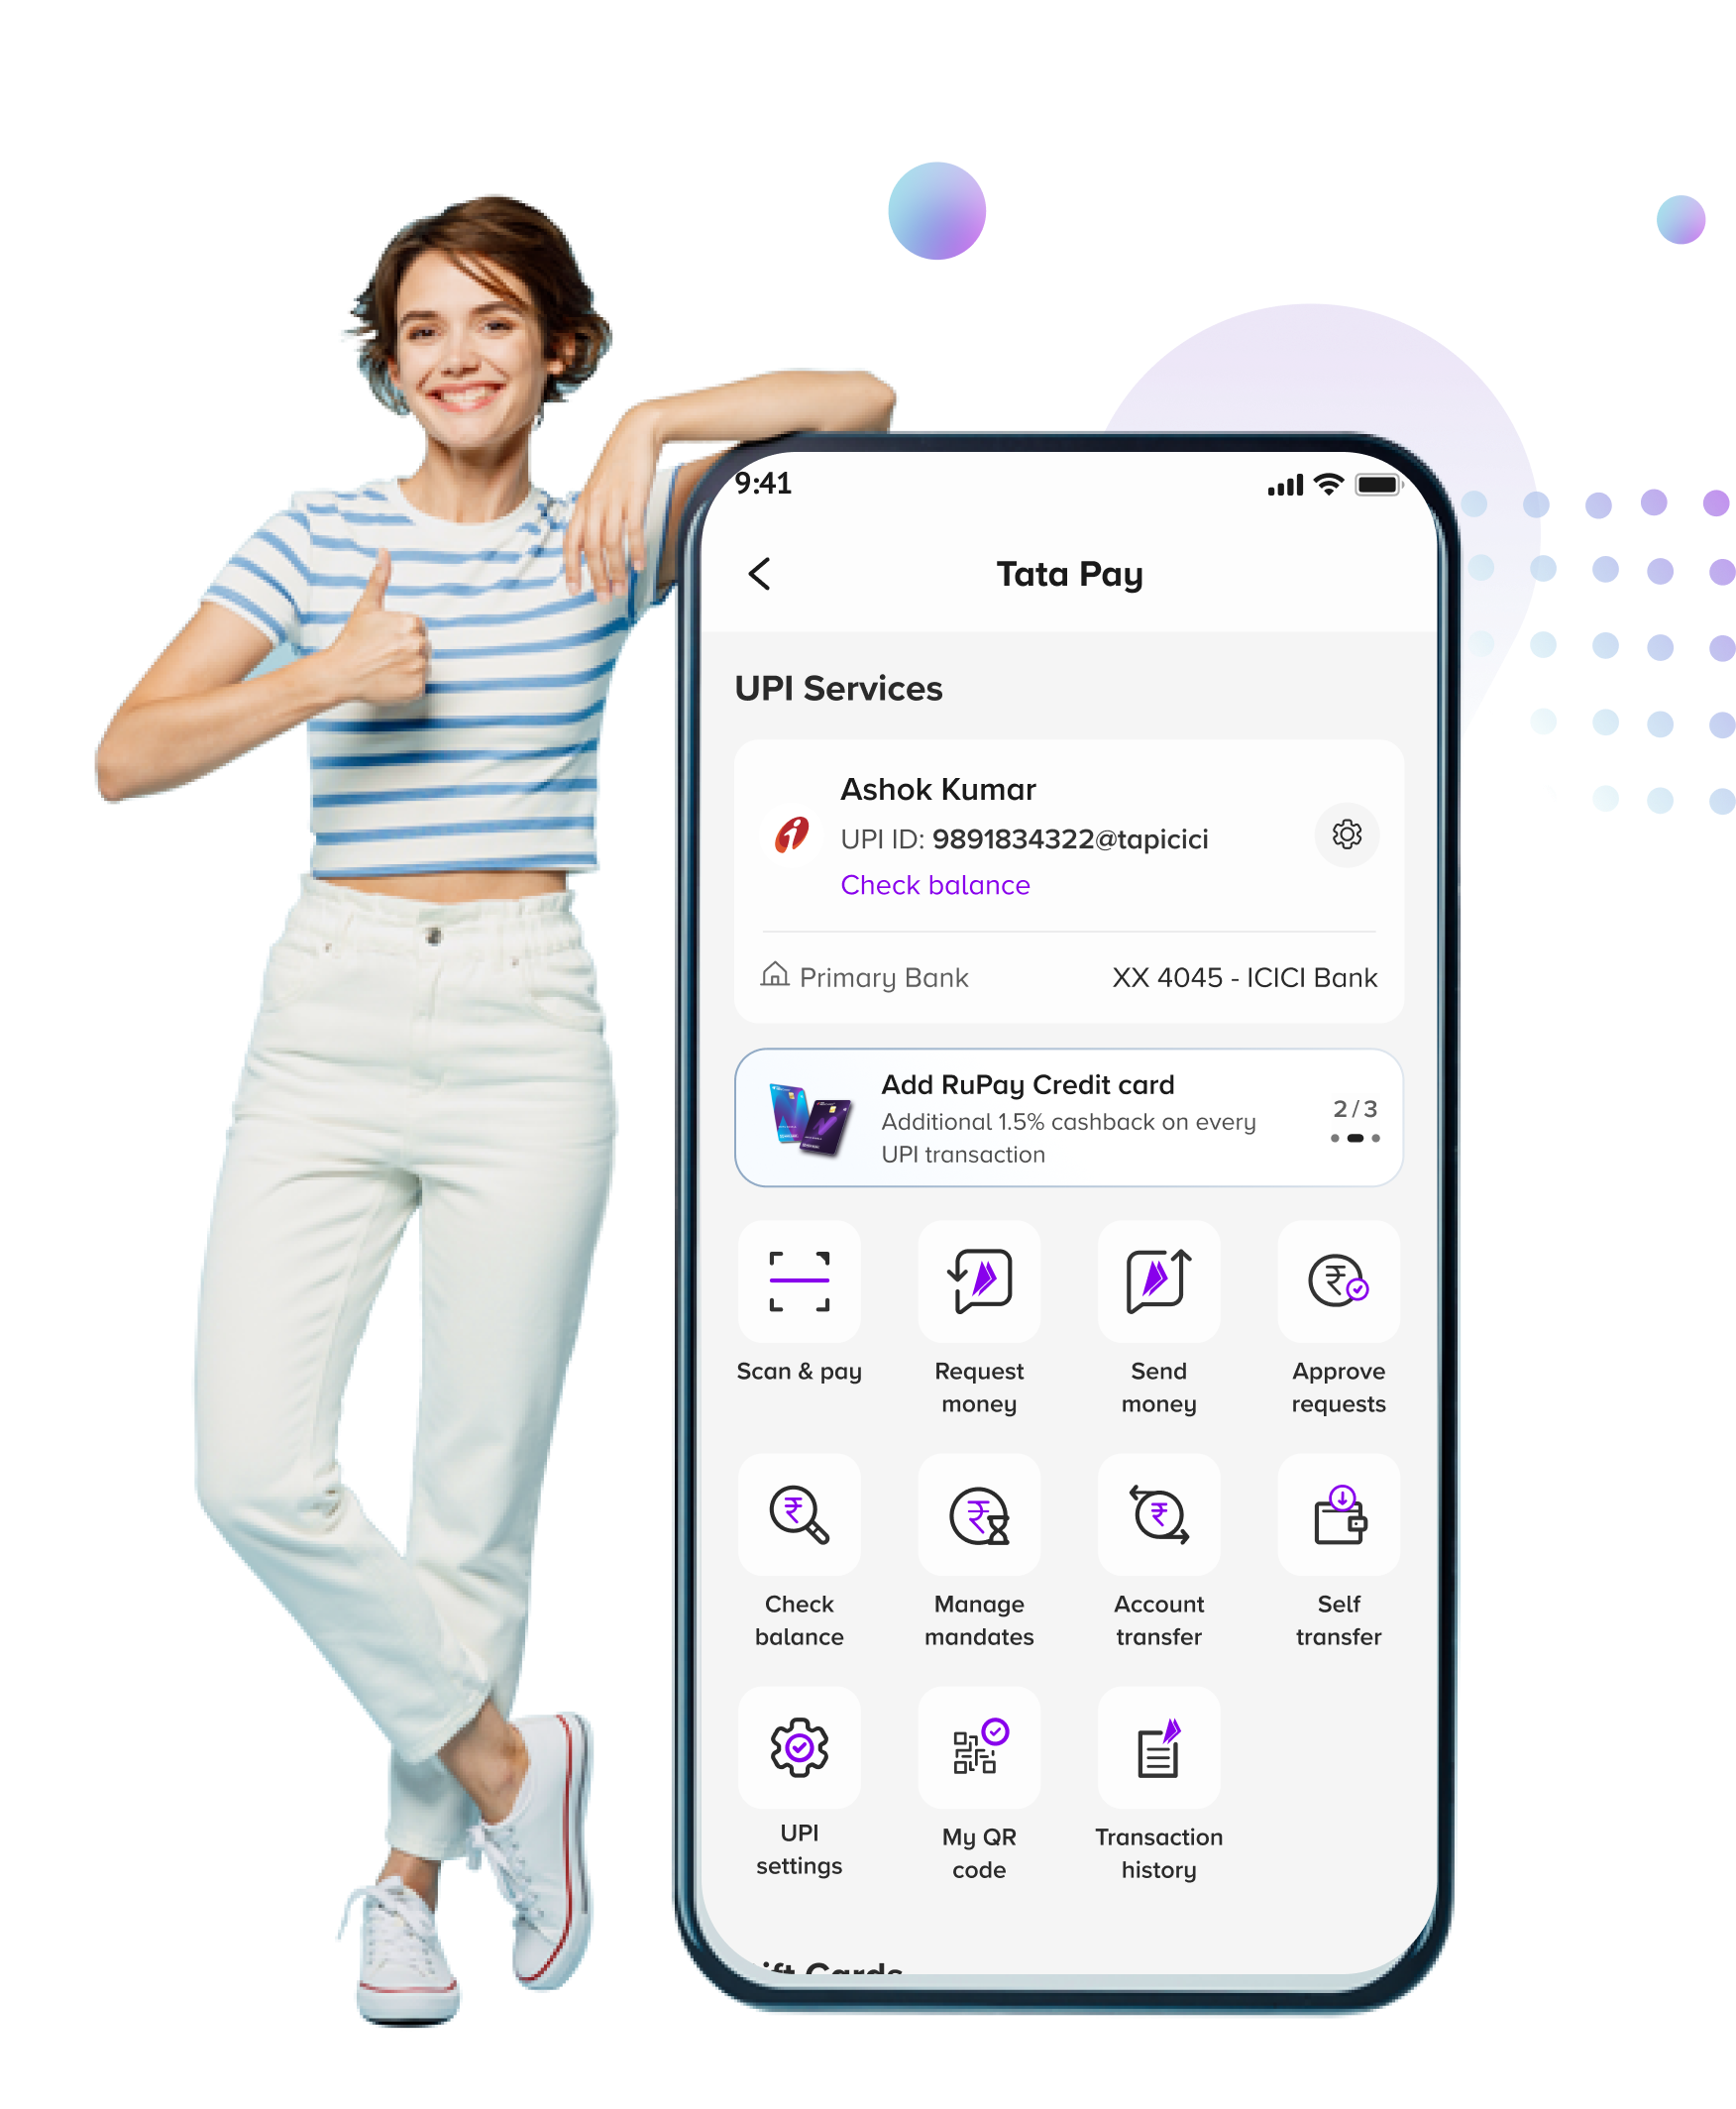 9:41
Tata Pay
UPI Services
Ashok Kumar
UPI ID: 9891834322@tapicici
Check balance
Primary Bank
XX 4045 - ICICI Bank
Add RuPay Credit card
Additional 1.5% cashback on every
UPI transaction
2/3
Scan & pay
Request
money
Send
money
Approve
requests
Check
balance
Manage
mandates
Account
transfer
Self
transfer
UPI
settings
My QR
code
Transaction
history
Cards